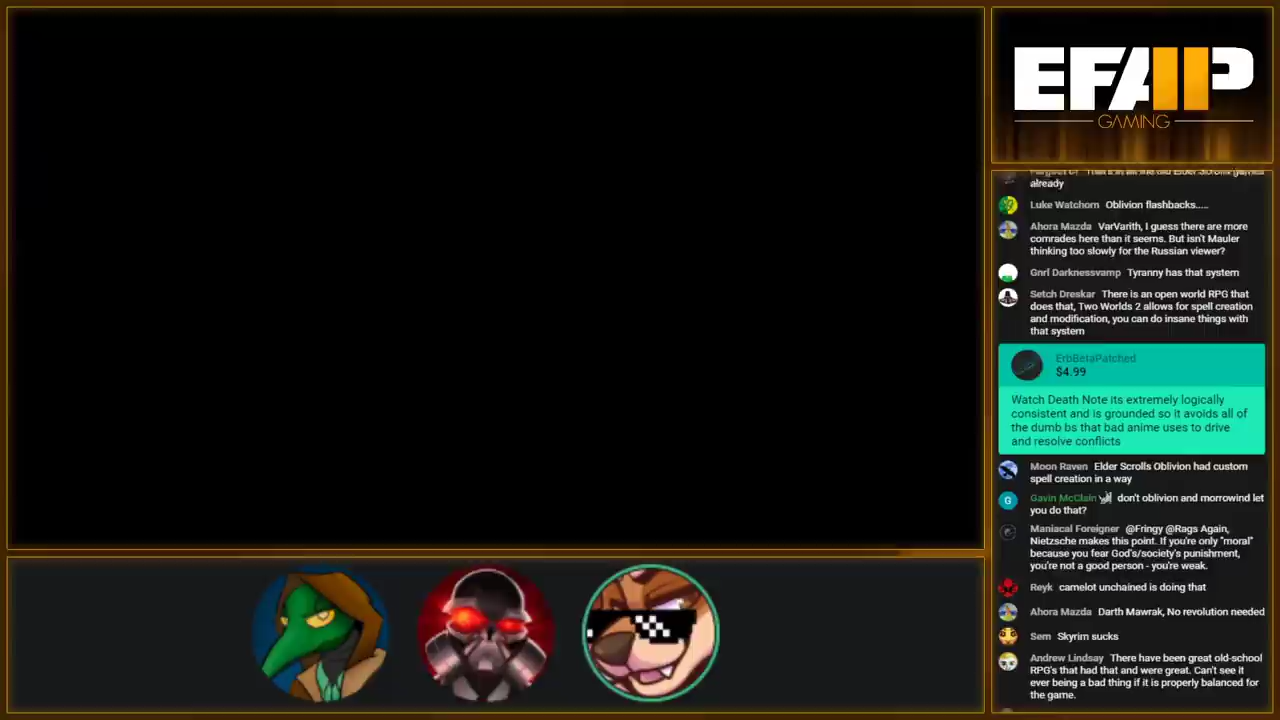 EFAP
GAMING
already
Luke Watchorn Oblivion flashbacks.....
Ahora Mazda VarVarith, I guess there are more
comrades here than it seems. But isn't Mauler
thinking too slowly for the Russian viewer?
Gnrl Darknessvamp Tyranny has that system
Setch Dreskar There is an open world RPG that
does that, Two Worlds 2 allows for spell creation
and modification, you can do insane things with
that system
ErbBetaPatched
$4.99
Watch Death Note its extremely logically
consistent and is grounded so it avoids all of
the dumb bs that bad anime uses to drive
and resolve conflicts
Moon Raven Elder Scrolls Oblivion had custom
spell creation in a way
G
Gavin McClain don't oblivion and morrowind let
you do that?
Maniacal Foreigner @Fringy @Rags Again,
Nietzsche makes this point. If you're only "moral"
because you fear God's/society's punishment,
you're not a good person - you're weak.
Reyk camelot unchained is doing that
Ahora Mazda Darth Mawrak, No revolution needed
Sem Skyrim sucks
Andrew Lindsay There have been great old-school
RPG's that had that and were great. Can't see it
ever being a bad thing if it is properly balanced for
the game.